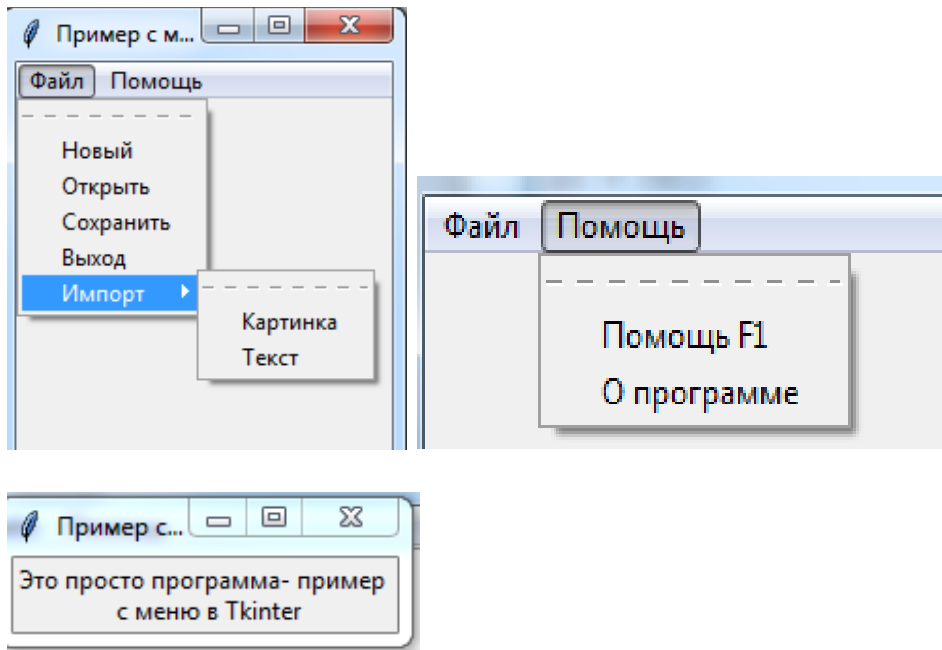 Пример с м...
Файл Помощь
Новый
Открыть
Сохранить
Выход
Импорт
Картинка
Текст
Файл Помощь
Помощь F1
О программе
Пример с...
Это просто программа- пример
с меню в Tkinter